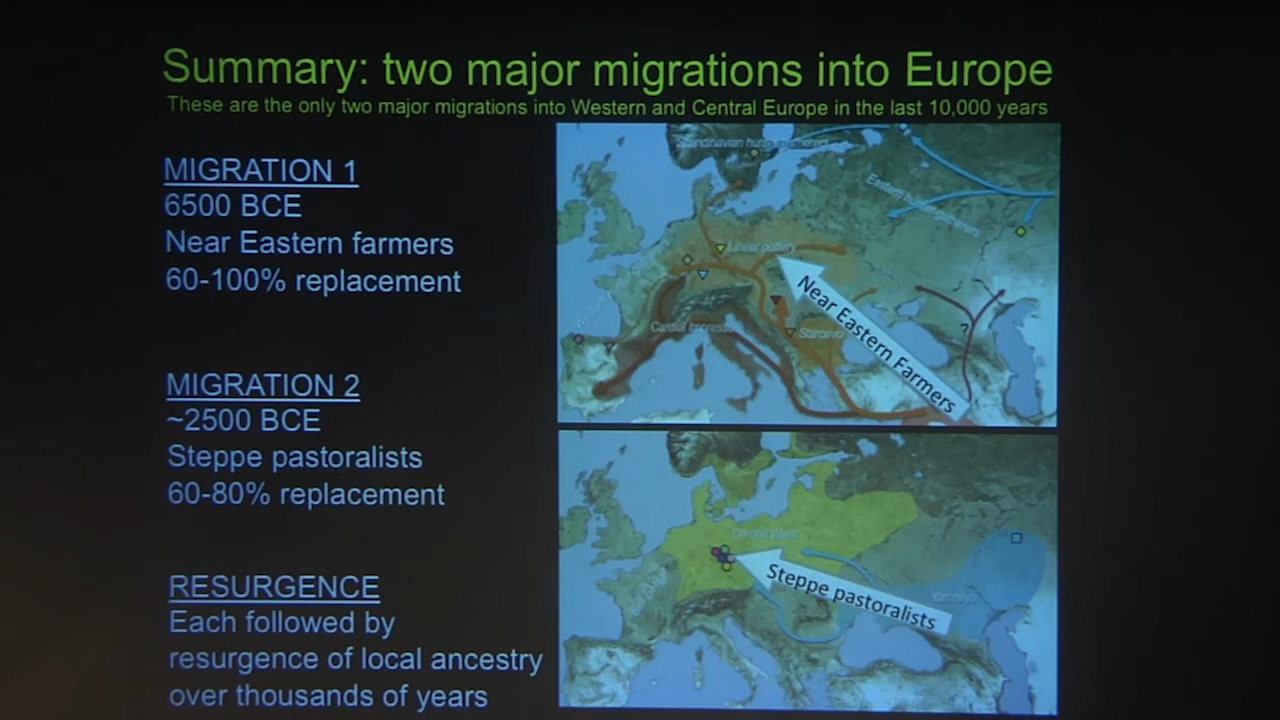 Summary: two major migrations into Europe
These are the only two major migrations into Western and Central Europe in the last 10,000 years
MIGRATION 1
6500 BCE
Near Eastern farmers
60-100% replacement
MIGRATION 2
~2500 BCE
Steppe pastoralists
60-80% replacement
RESURGENCE
Each followed by
resurgence of local ancestry
over thousands of years
Scandinavian hunter-gatherers
Eastern
Linear pottery
Near Eastern Farmers
?
Cardial Impressed
Starcevo
Corded Ware
Steppe pastoralists
Yamnaya